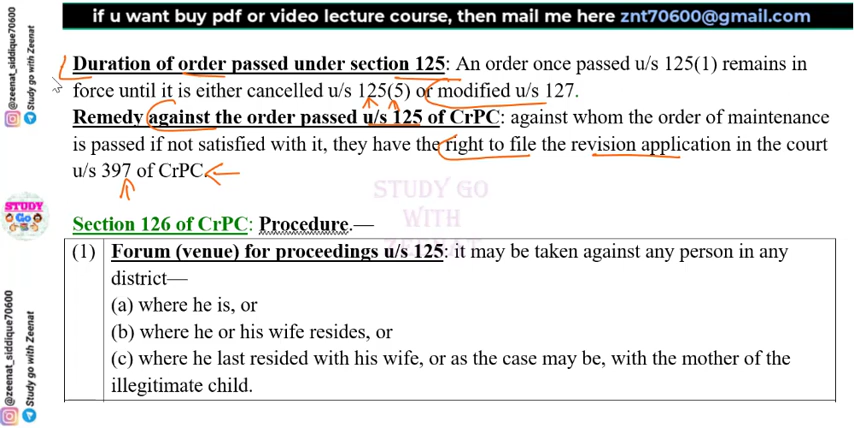 if u want buy pdf or video lecture course, then mail me here znt70600@gmail.com
Duration of order passed under section 125: An order once passed u/s 125(1) remains in
force until it is either cancelled u/s 125(5) or modified u/s 127.
Remedy against the order passed u/s 125 of CrPC: against whom the order of maintenance
is passed if not satisfied with it, they have the right to file the revision application in the court
u/s 397 of CrPC.
STUDY GO
WITH
ZEENAT
Section 126 of CrPC: Procedure.—
(1) Forum (venue) for proceedings u/s 125: it may be taken against any person in any
district—
(a) where he is, or
(b) where he or his wife resides, or
(c) where he last resided with his wife, or as the case may be, with the mother of the
illegitimate child.
@zeenat_siddique70600
Study go with Zeenat
STUDY
Go
@zeenat_siddique70600
Study go with Zeenat